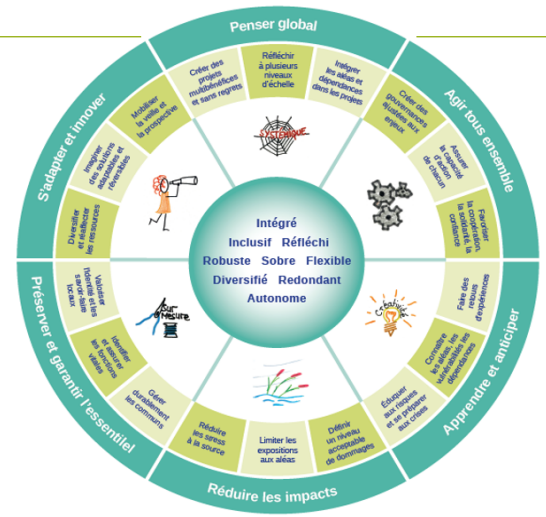 Penser global
Créer des
projets
multibénéfices
et sans regrets
Réfléchir
à plusieurs
niveaux
d'échelle
Intégrer
les aléas et
dépendances
dans les projets
SYSTÉMIQUE
Agir tous ensemble
Créer des
gouvernances
ajustées aux
enjeux
Assurer
la capacité
d'action
de chacun
Favoriser
la coopération,
la solidarité, la
confiance
Apprendre et anticiper
Faire des
retours
d'expériences
Connaître
les aléas, les
vulnérabilités les
dépendances
Éduquer
aux risques
et se préparer
aux crises
Créativité
Réduire les impacts
Définir
un niveau
acceptable
de dommages
Limiter les
expositions
aux aléas
Réduire
les stress
à la source
Préserver et garantir l'essentiel
Gérer
durablement
les communs
Identifier
et assurer
les fonctions
vitales
Valoriser
l'identité et les
savoir-faire
locaux
Sur
Mesure
S'adapter et innover
Diversifier
et réaffecter
les ressources
Imaginer
des solutions
adaptables et
réversibles
Mobiliser
la veille et
la prospective
Intégré
Inclusif Réfléchi
Robuste Sobre Flexible
Diversifié Redondant
Autonome